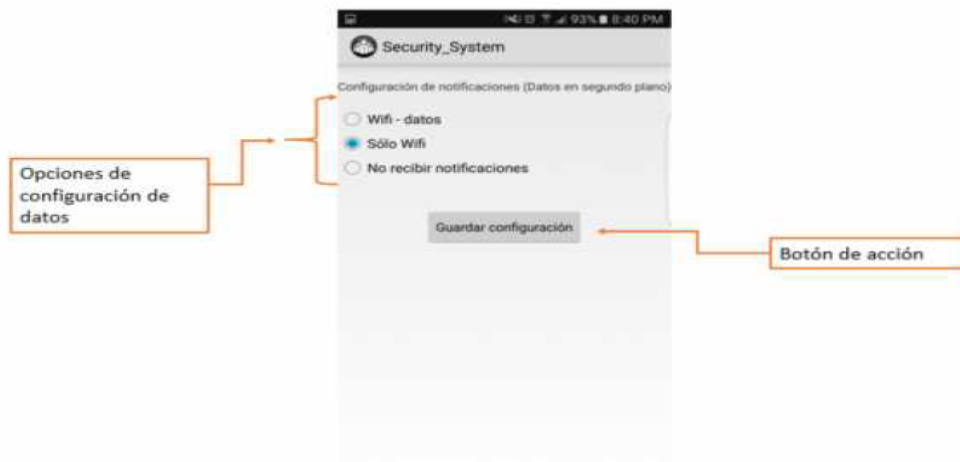 93% 8:40 PM
Security_System
Configuración de notificaciones (Datos en segundo plano)
Wifi - datos
Sólo Wifi
No recibir notificaciones
Guardar configuración
Opciones de
configuración de
datos
Botón de acción